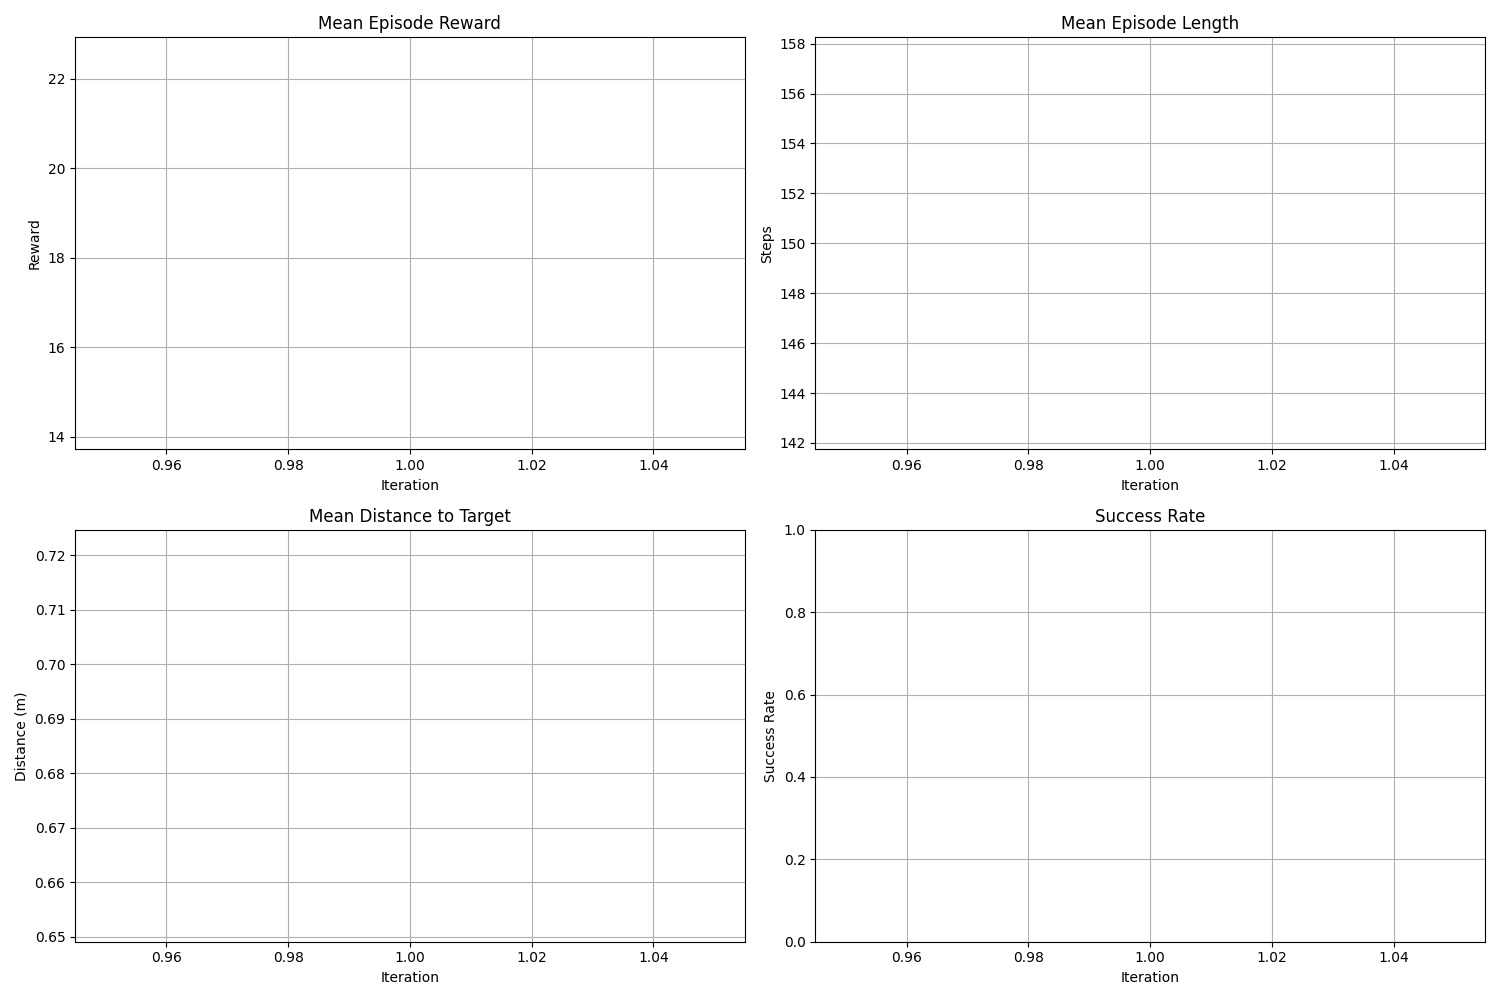 Mean Episode Reward
22
20
18
16
14
Reward
0.96 0.98 1.00 1.02 1.04
Iteration
Mean Episode Length
158
156
154
152
150
148
146
144
142
Steps
0.96 0.98 1.00 1.02 1.04
Iteration
Mean Distance to Target
0.72
0.71
0.70
0.69
0.68
0.67
0.66
0.65
Distance (m)
0.96 0.98 1.00 1.02 1.04
Iteration
Success Rate
1.0
0.8
0.6
0.4
0.2
0.0
Success Rate
0.96 0.98 1.00 1.02 1.04
Iteration